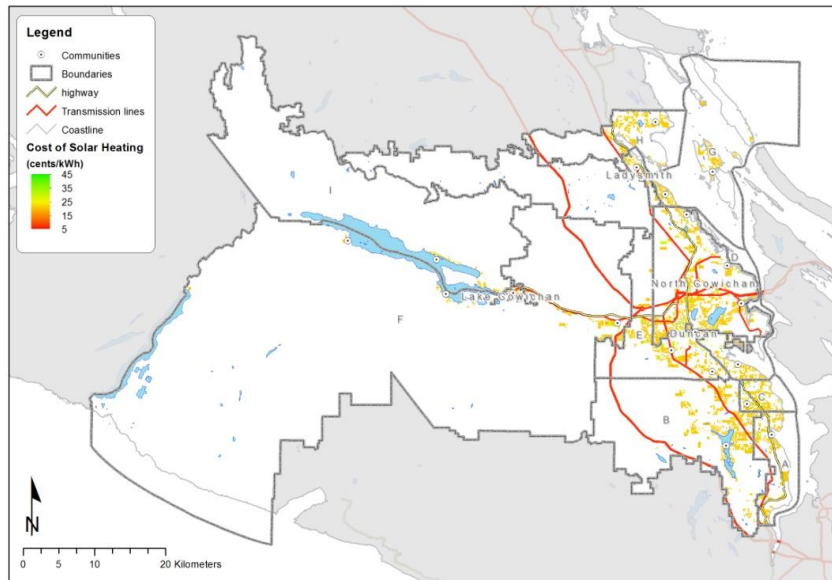 Legend
Communities
Boundaries
highway
Transmission lines
Coastline
Cost of Solar Heating
(cents/kWh)
45
35
25
15
5
H
G
Ladysmith
I
D
North Cowichan
Lake Cowichan
F
E
Duncan
C
B
A
N
0 5 10 20 Kilometers